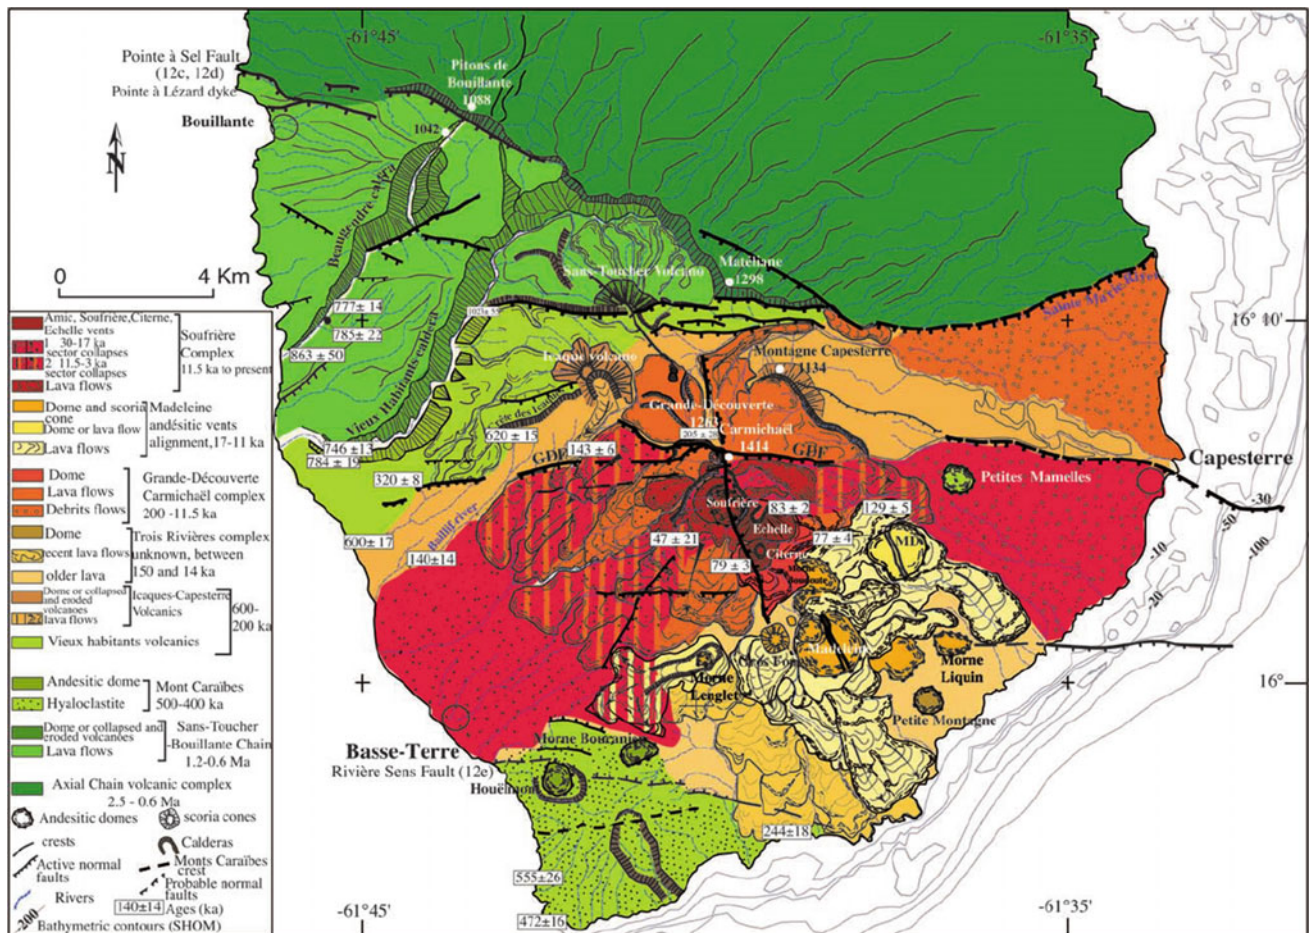 -61°45'
-61°35'
Pointe à Sel Fault
(12c, 12d)
Pointe à Lézard dyke
Bouillante
Pitons de
Bouillante
1088
1042
N
Beaugendre caldera
0 4 Km
Sans-Toucher Volcano
Matéliane
1298
Sainte Marie River
16° 10'
777± 14
785± 22
863 ± 50
Vieux Habitants caldera
Icaque volcano
Montagne Capesterre
1134
Grande-Découverte
1263
Carmichaël
1414
620 ± 15
143 ± 6
746 ±13
784 ±19
320 ± 8
GDF
GDF
600± 17
140±14
Capesterre
Petites Mamelles
-30
-50
-100
-10
-20
Soufrière
83 ± 2
129 ± 5
Echelle
47 ± 21
77 ± 4
Citerne
79 ± 3
Madeleine
Morne
Lenglet
Morne
Liquin
16°
Petite Montagne
Basse-Terre
Rivière Sens Fault (12e)
Houëlmont
244±18
555±26
472±16
-61°45'
-61°35'
Amic, Soufrière,Citerne,
Echelle vents
1 30-17 ka
sector collapses
2 11.5-3 ka
sector collapses
Lava flows
Soufrière
Complex
11.5 ka to present
Dome and scoria
cone
Dome or lava flow
Lava flows
Madeleine
andésitic vents
alignment,17-11 ka
Dome
Lava flows
Debrits flows
Grande-Découverte
Carmichaël complex
200 -11.5 ka
Dome
recent lava flows
older lava
Trois Rivières complex
unknown, between
150 and 14 ka
Dome or collapsed
and eroded
volcanoes
lava flows
Icaques-Capesterre
Volcanics
600-
200 ka
Vieux habitants volcanics
Andesitic dome
Hyaloclastite
Mont Caraïbes
500-400 ka
Dome or collapsed and
eroded volcanoes
Lava flows
Sans-Toucher
-Bouillante Chain
1.2-0.6 Ma
Axial Chain volcanic complex
2.5 - 0.6 Ma
Andesitic domes
scoria cones
crests
Calderas
Active normal
faults
Monts Caraïbes
crest
Rivers
Probable normal
faults
140±14 Ages (ka)
-200 Bathymetric contours (SHOM)